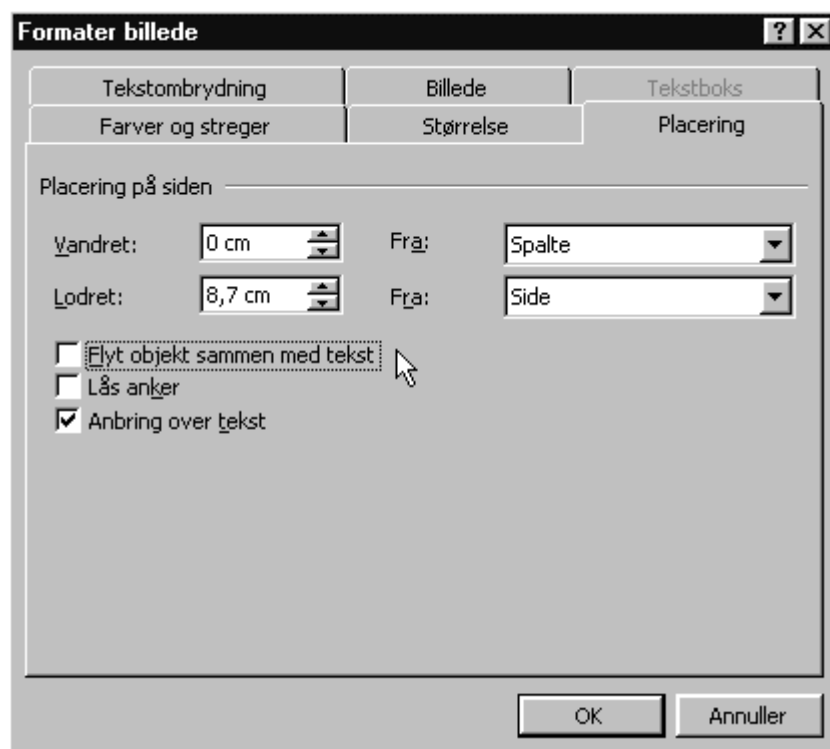 Formater billede
Tekstombrydning Billede Tekstboks
Farver og streger Størrelse Placering
Placering på siden
Vandret: 0 cm Fra: Spalte
Lodret: 8,7 cm Fra: Side
Flyt objekt sammen med tekst
Lås anker
Anbring over tekst
OK Annuller